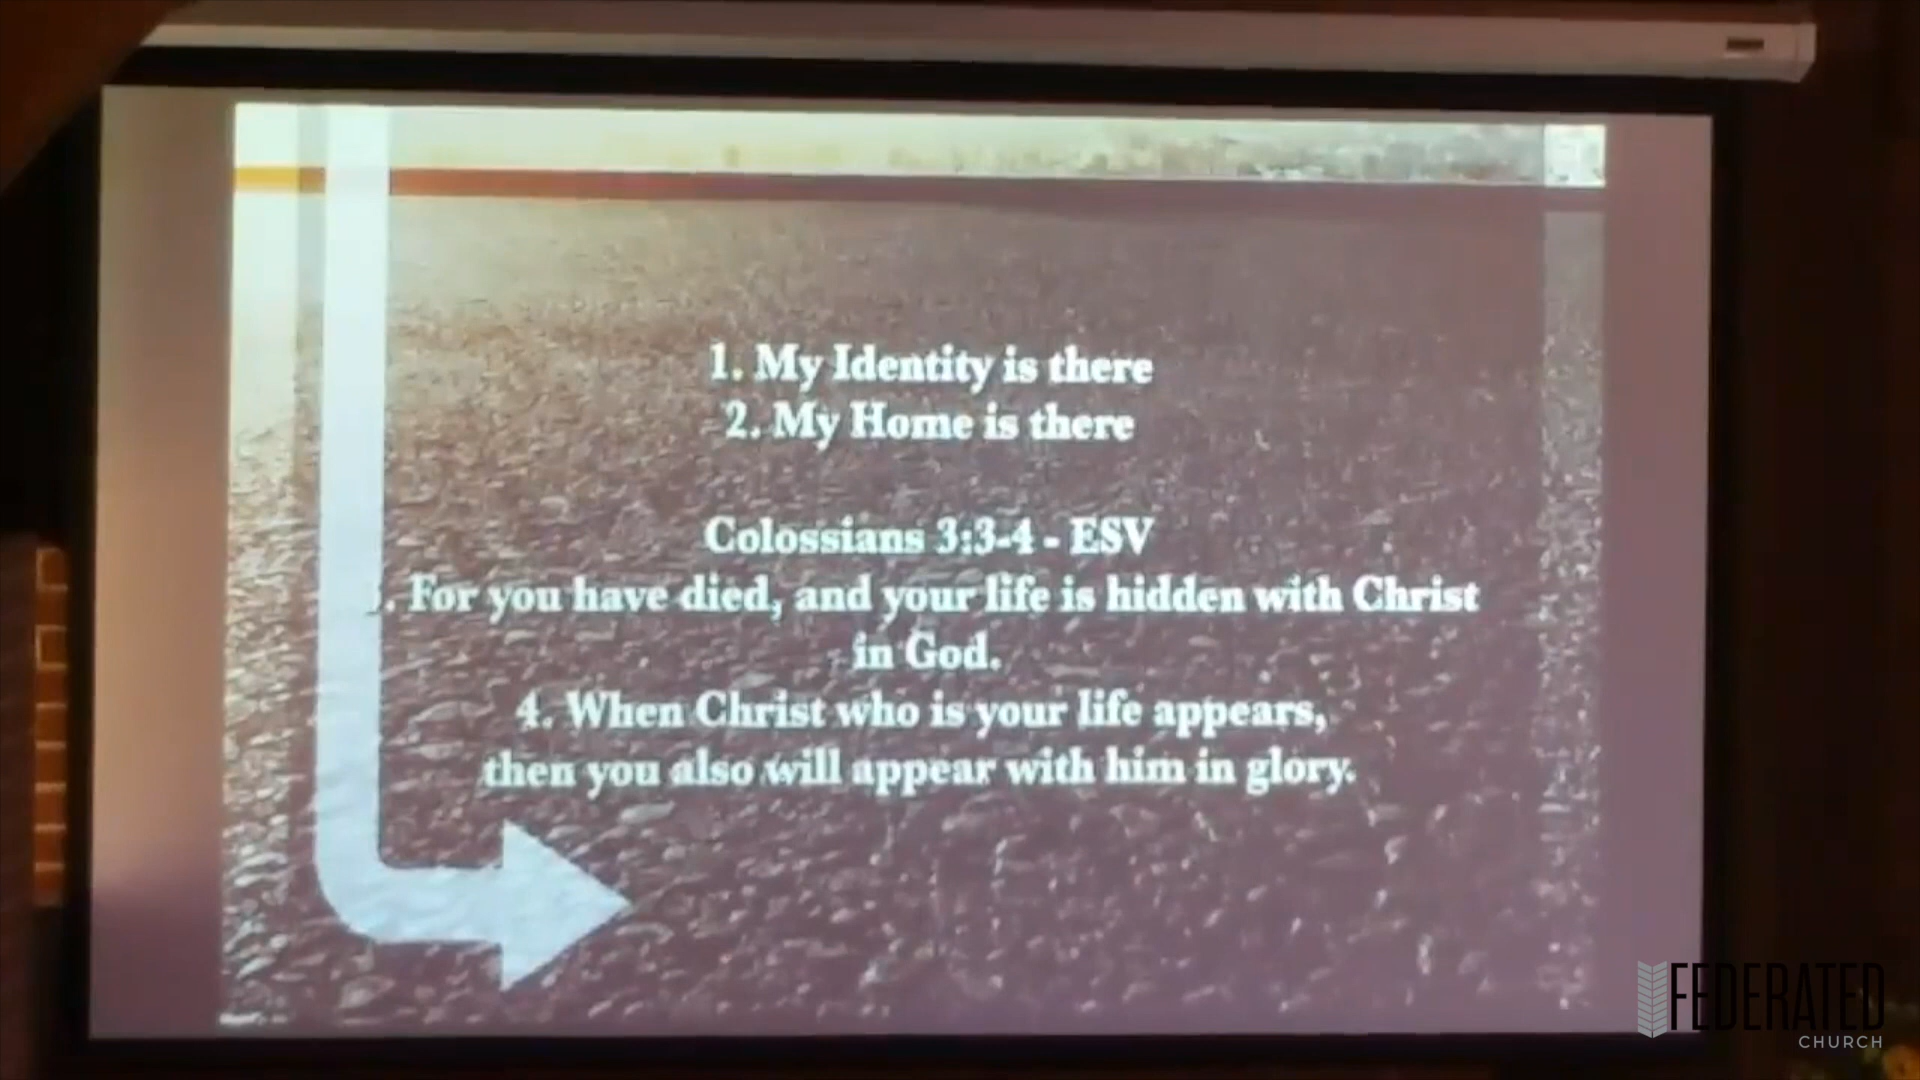 1. My Identity is there
2. My Home is there
Colossians 3:3-4 - ESV
. For you have died, and your life is hidden with Christ
in God.
4. When Christ who is your life appears,
then you also will appear with him in glory.
FEDERATED
CHURCH